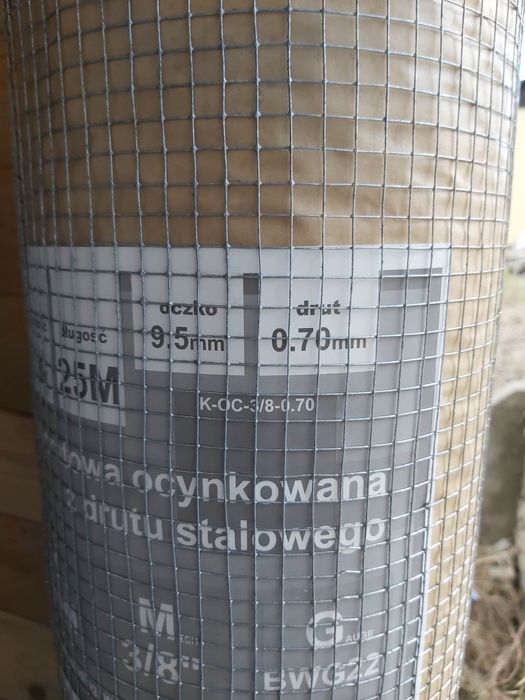 oczko drut
długość 9.5mm 0.70mm
25M
K-OC-3/8-0.70
ocynkowana
z drutu stalowego
M G
3/8" BWG22